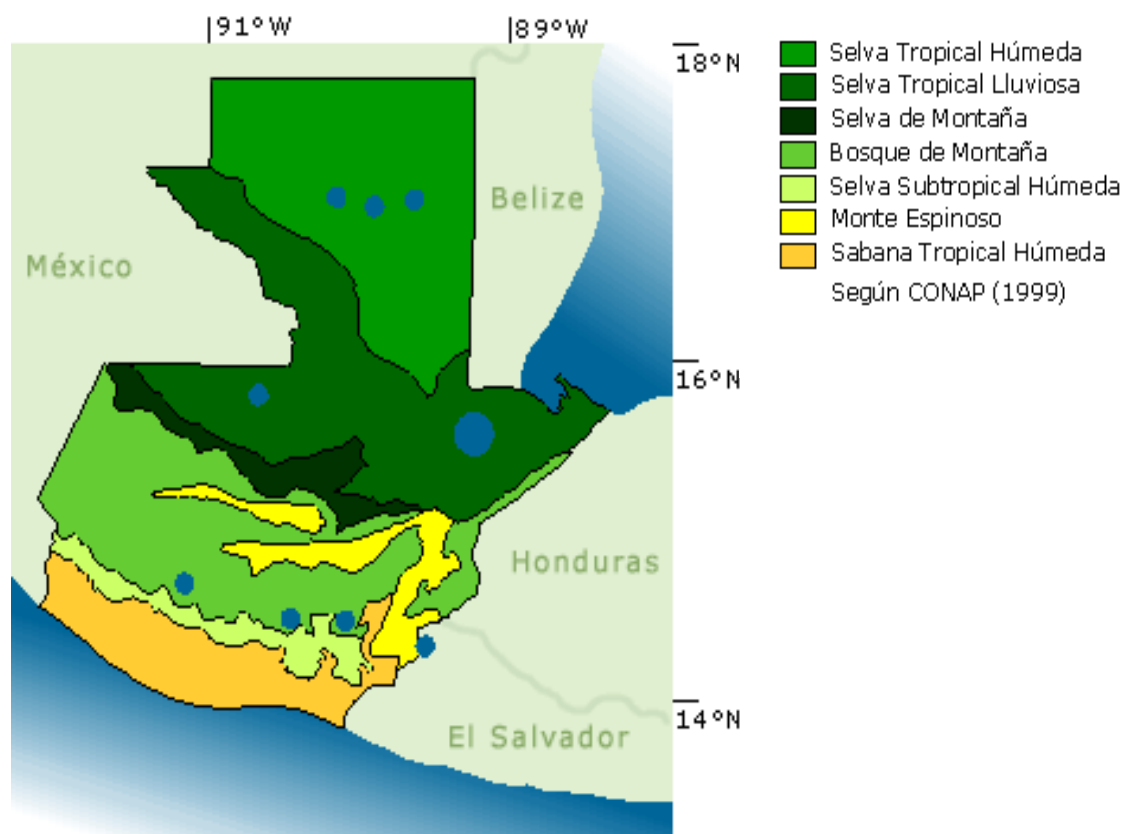 91°W
89°W
18°N
16°N
14°N
México
Belize
Honduras
El Salvador
Selva Tropical Húmeda
Selva Tropical Lluviosa
Selva de Montaña
Bosque de Montaña
Selva Subtropical Húmeda
Monte Espinoso
Sabana Tropical Húmeda
Según CONAP (1999)